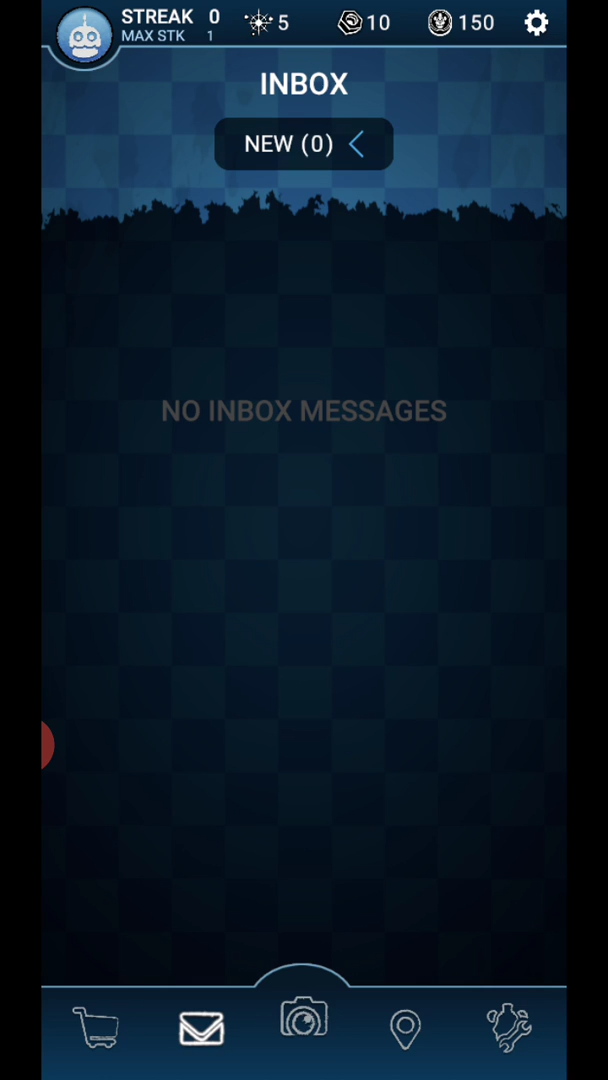 STREAK 0
MAX STK 1
5
10
150
INBOX
NEW (0)
NO INBOX MESSAGES